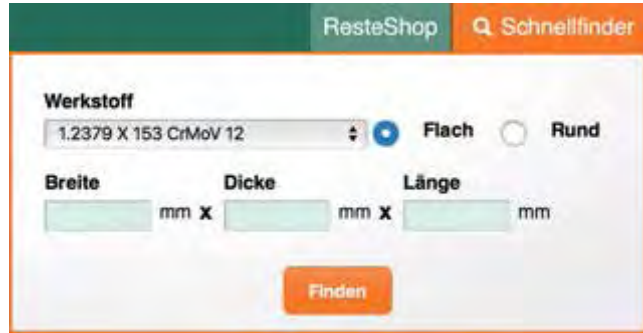 ResteShop Schnellfinder
Werkstoff
1.2379 X 153 CrMoV 12 Flach Rund
Breite Dicke Länge
mm x mm x mm
Finden